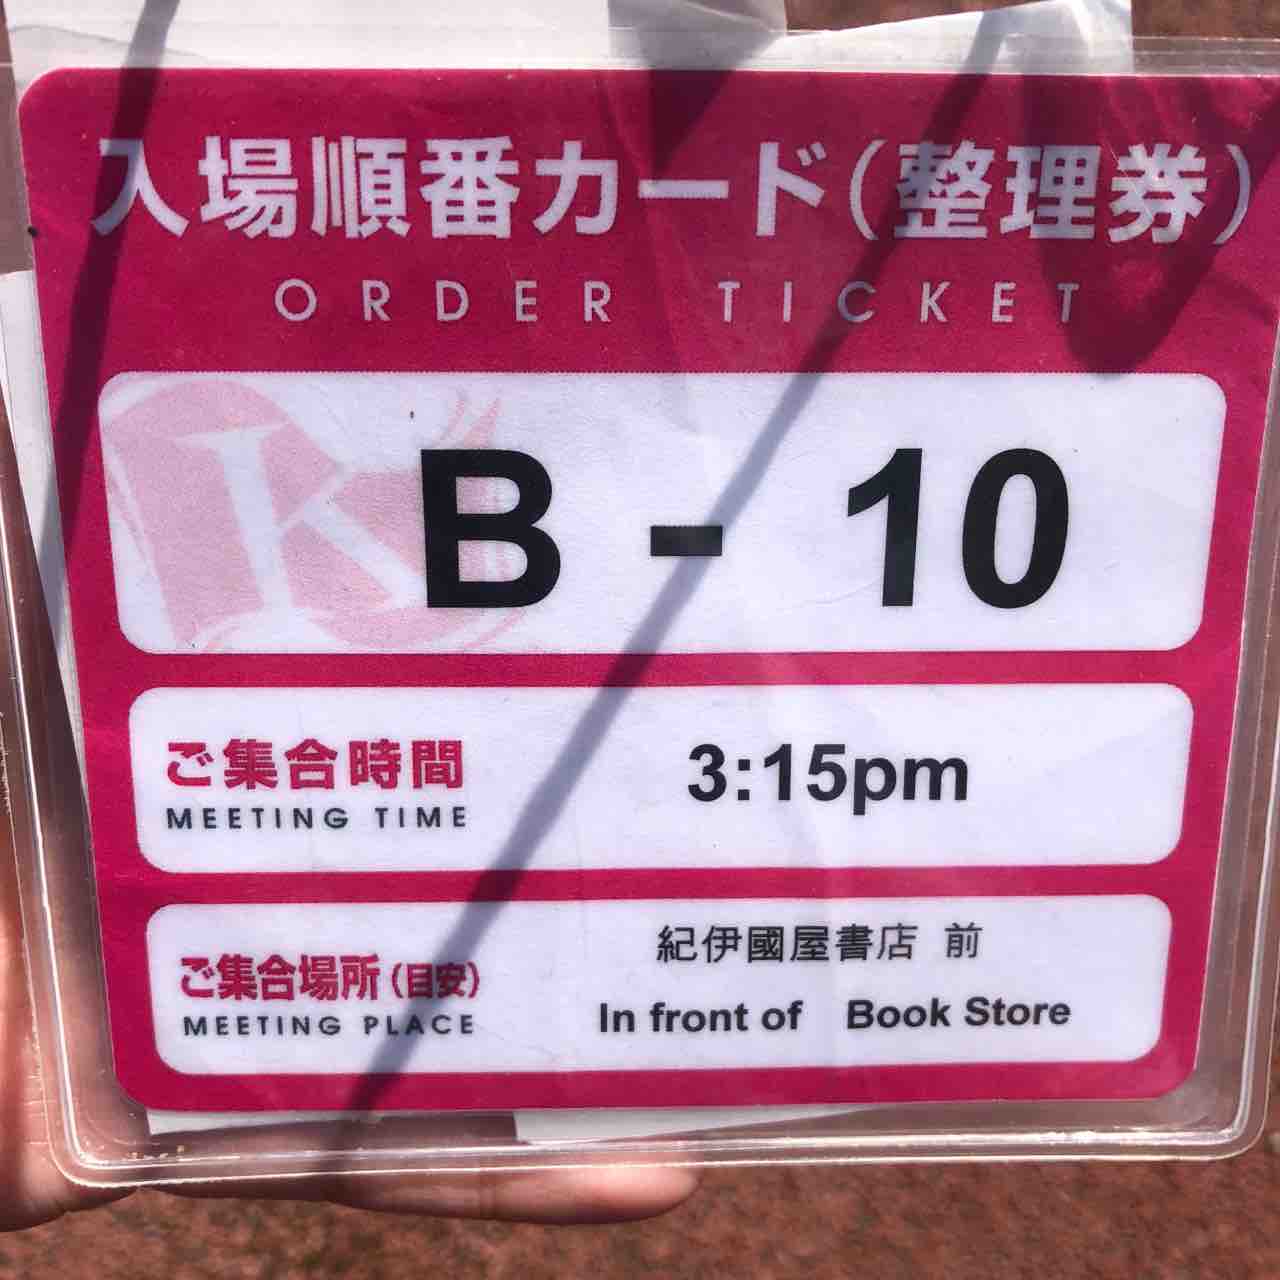 入場順番カード(整理券)
ORDER TICKET
K
B - 10
ご集合時間
MEETING TIME
3:15pm
ご集合場所(目安)
MEETING PLACE
紀伊國屋書店 前
In front of Book Store